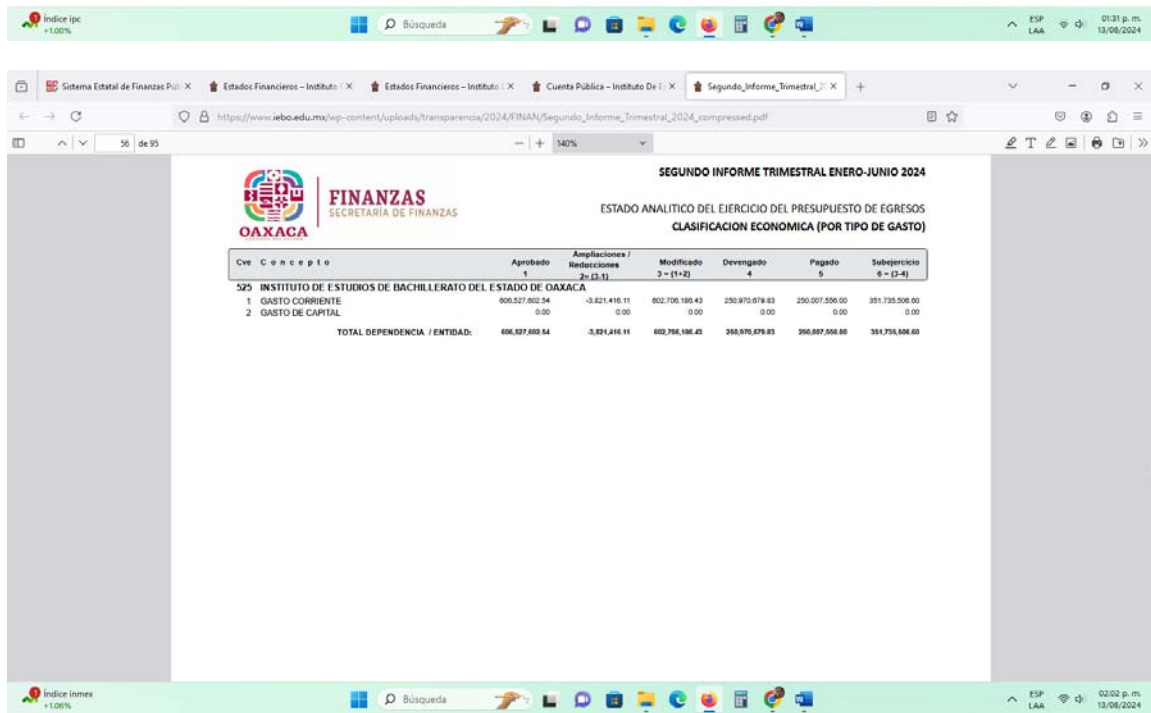 Índice ipc
+1.00%
Búsqueda
ESP
LAA
01:31 p. m.
13/08/2024
Sistema Estatal de Finanzas Púb
Estados Financieros – Instituto
Estados Financieros – Instituto
Cuenta Pública – Instituto De E
Segundo_Informe_Trimestral_2
https://www.iebo.edu.mx/wp-content/uploads/transparencia/2024/FINAN/Segundo_Informe_Trimestral_2024_compressed.pdf
56 de 95
140%
SEGUNDO INFORME TRIMESTRAL ENERO-JUNIO 2024
FINANZAS
SECRETARÍA DE FINANZAS
OAXACA
ESTADO ANALITICO DEL EJERCICIO DEL PRESUPUESTO DE EGRESOS
CLASIFICACION ECONOMICA (POR TIPO DE GASTO)
Cve Concepto Aprobado 1 Ampliaciones / Reducciones 2= (3-1) Modificado 3 = (1+2) Devengado 4 Pagado 5 Subejercicio 6 = (3-4)
525 INSTITUTO DE ESTUDIOS DE BACHILLERATO DEL ESTADO DE OAXACA
1 GASTO CORRIENTE 606,527,602.54 -3,821,416.11 602,706,186.43 250,970,679.83 250,007,556.00 351,735,506.60
2 GASTO DE CAPITAL 0.00 0.00 0.00 0.00 0.00 0.00
TOTAL DEPENDENCIA / ENTIDAD: 606,527,602.54 -3,821,416.11 602,706,186.43 250,970,679.83 250,007,556.00 351,735,506.60
Índice inmex
+1.06%
Búsqueda
ESP
LAA
02:02 p. m.
13/08/2024